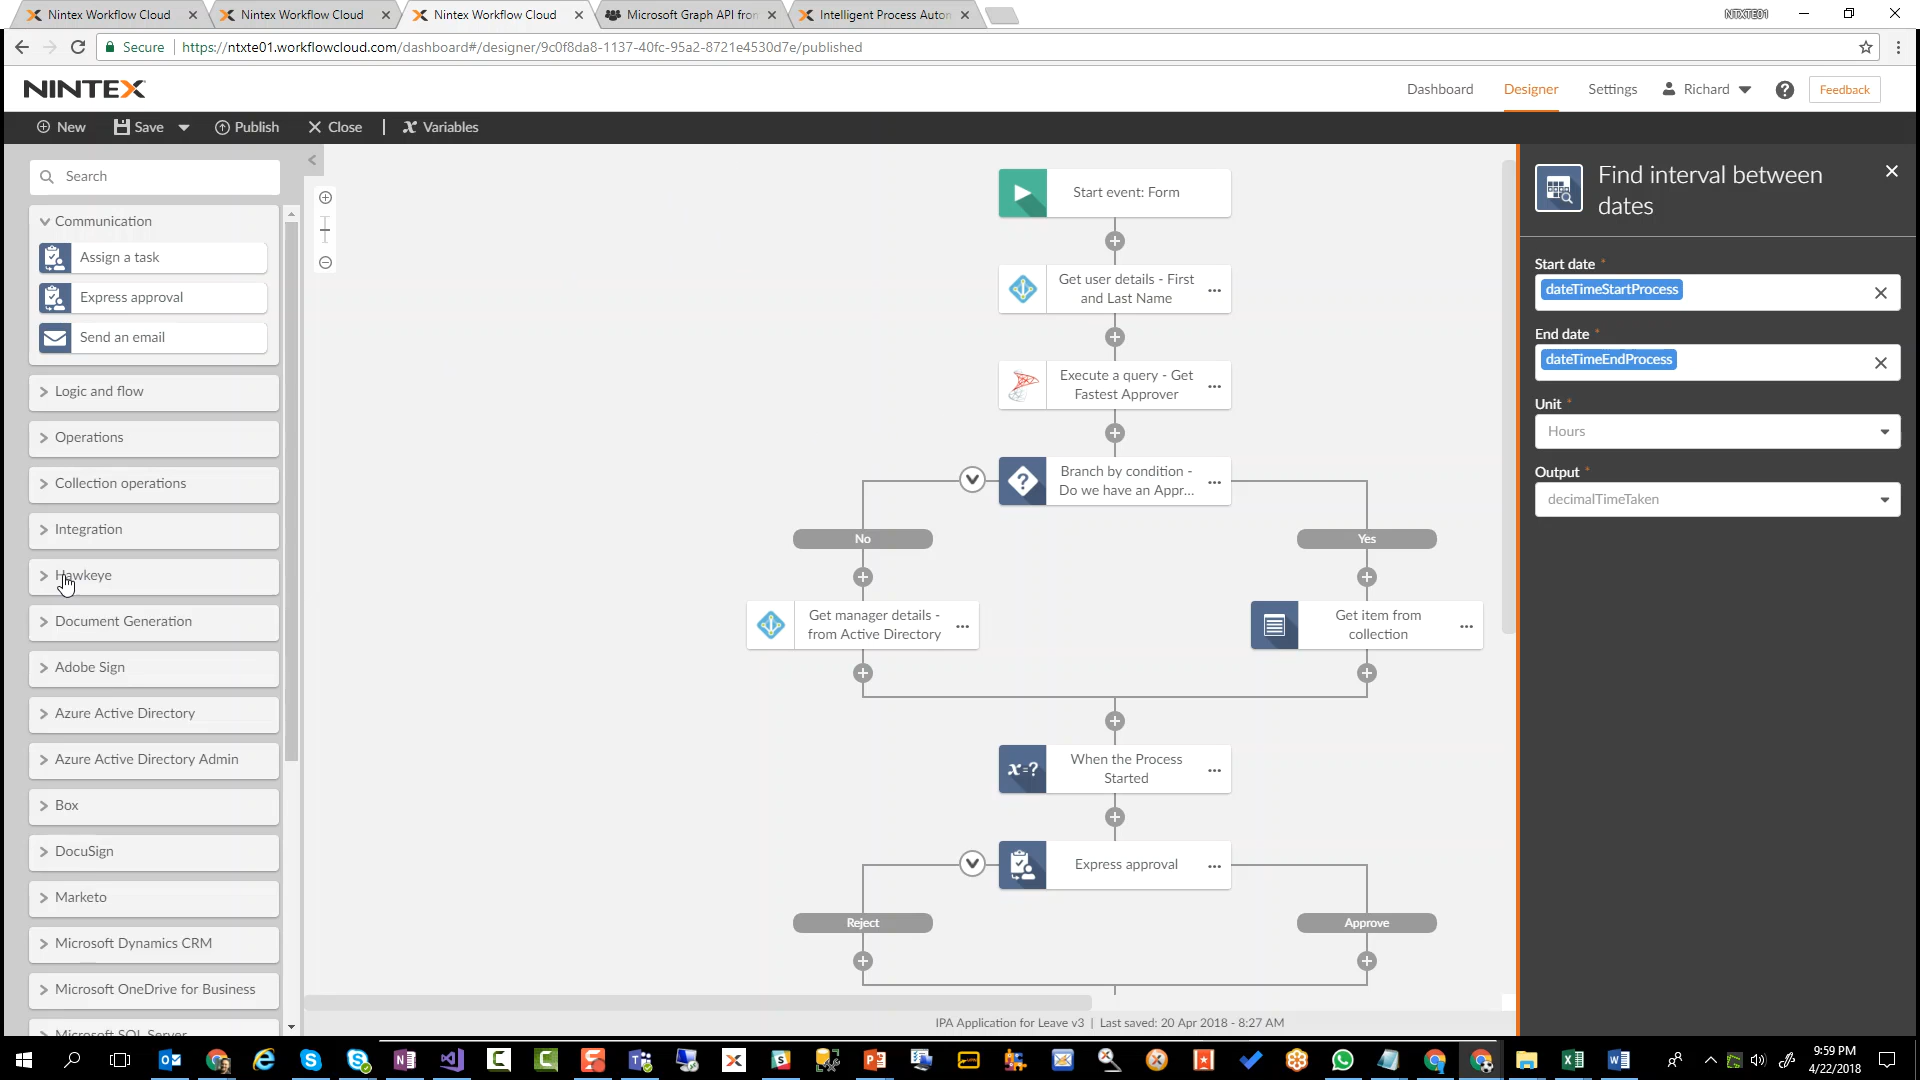 Nintex Workflow Cloud
Nintex Workflow Cloud
Nintex Workflow Cloud
Microsoft Graph API fron
Intelligent Process Auton
NTXTE01
Secure
https://ntxte01.workflowcloud.com/dashboard#/designer/9c0f8da8-1137-40fc-95a2-8721e4530d7e/published
NINTEX
Dashboard
Designer
Settings
Richard
Feedback
New
Save
Publish
Close
Variables
Search
Communication
Assign a task
Express approval
Send an email
Logic and flow
Operations
Collection operations
Integration
Hawkeye
Document Generation
Adobe Sign
Azure Active Directory
Azure Active Directory Admin
Box
DocuSign
Marketo
Microsoft Dynamics CRM
Microsoft OneDrive for Business
Microsoft SQL Server
Start event: Form
Get user details - First
and Last Name
Execute a query - Get
Fastest Approver
Branch by condition -
Do we have an Appr...
No
Yes
Get manager details -
from Active Directory
Get item from
collection
x=?
When the Process
Started
Express approval
Reject
Approve
IPA Application for Leave v3 | Last saved: 20 Apr 2018 - 8:27 AM
Find interval between
dates
Start date *
dateTimeStartProcess
End date *
dateTimeEndProcess
Unit *
Hours
Output *
decimalTimeTaken
9:59 PM
4/22/2018